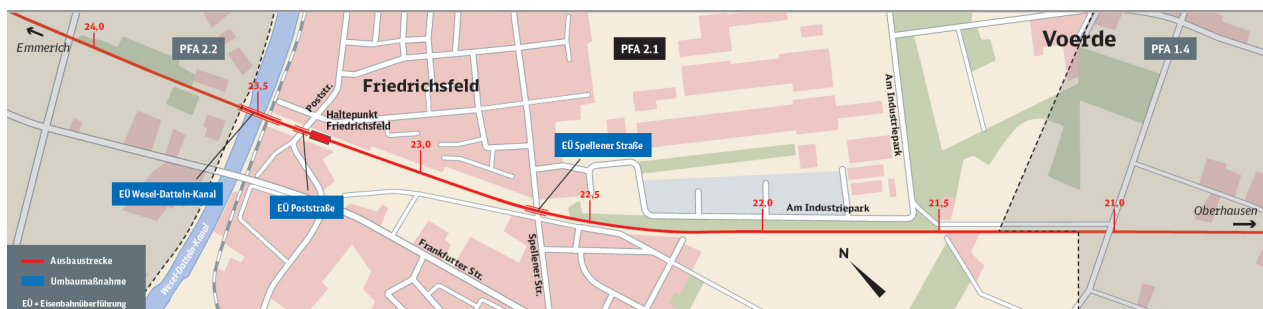 24,0
Emmerich
PFA 2.2
23,5
Poststr.
Friedrichsfeld
Haltepunkt
Friedrichsfeld
PFA 2.1
Voerde
PFA 1.4
Am Industriepark
EÜ Spellener Straße
23,0
EÜ Wesel-Datteln-Kanal
EÜ Poststraße
22,5
22,0
Am Industriepark
21,5
21,0
Oberhausen
Wesel-Datteln-Kanal
Frankfurter Str.
Spellener Str.
N
Ausbaustrecke
Umbaumaßnahme
EÜ = Eisenbahnüberführung